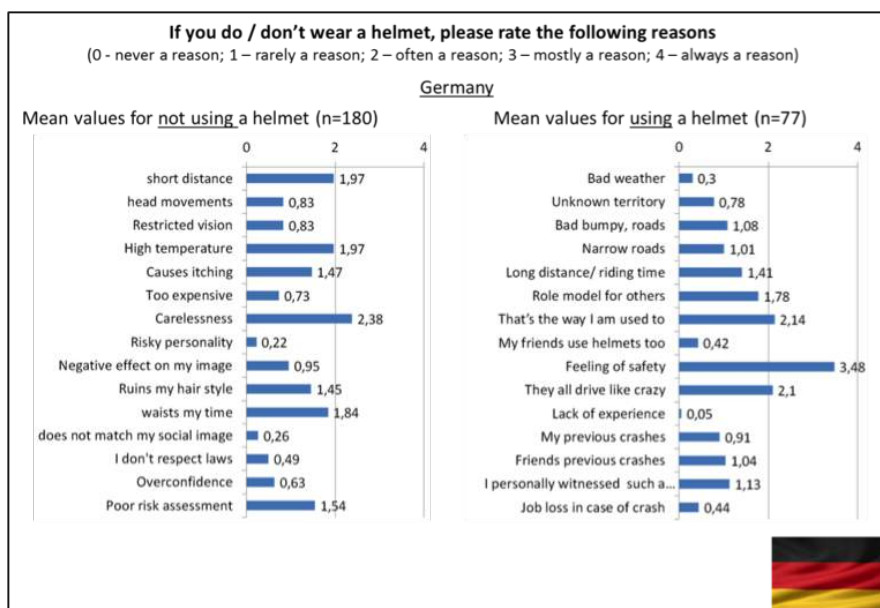 If you do / don't wear a helmet, please rate the following reasons
(0 - never a reason; 1 – rarely a reason; 2 – often a reason; 3 – mostly a reason; 4 – always a reason)
Germany
Mean values for not using a helmet (n=180)
0 2 4
short distance 1,97
head movements 0,83
Restricted vision 0,83
High temperature 1,97
Causes itching 1,47
Too expensive 0,73
Carelessness 2,38
Risky personality 0,22
Negative effect on my image 0,95
Ruins my hair style 1,45
waists my time 1,84
does not match my social image 0,26
I don't respect laws 0,49
Overconfidence 0,63
Poor risk assessment 1,54
Mean values for using a helmet (n=77)
0 2 4
Bad weather 0,3
Unknown territory 0,78
Bad bumpy, roads 1,08
Narrow roads 1,01
Long distance/ riding time 1,41
Role model for others 1,78
That's the way I am used to 2,14
My friends use helmets too 0,42
Feeling of safety 3,48
They all drive like crazy 2,1
Lack of experience 0,05
My previous crashes 0,91
Friends previous crashes 1,04
I personally witnessed such a... 1,13
Job loss in case of crash 0,44